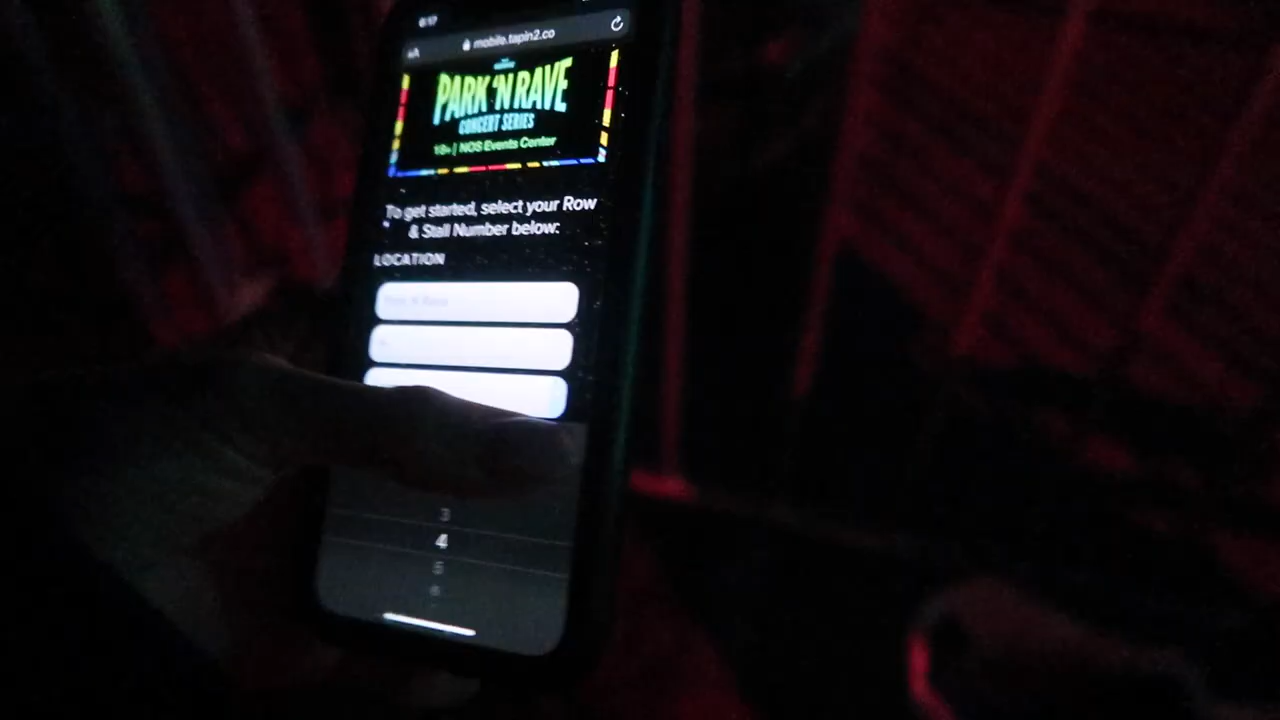 AA mobile.tapin2.co
PARK 'N RAVE
CONCERT SERIES
18+ | NOS Events Center
To get started, select your Row
& Stall Number below:
LOCATION
3
4
5